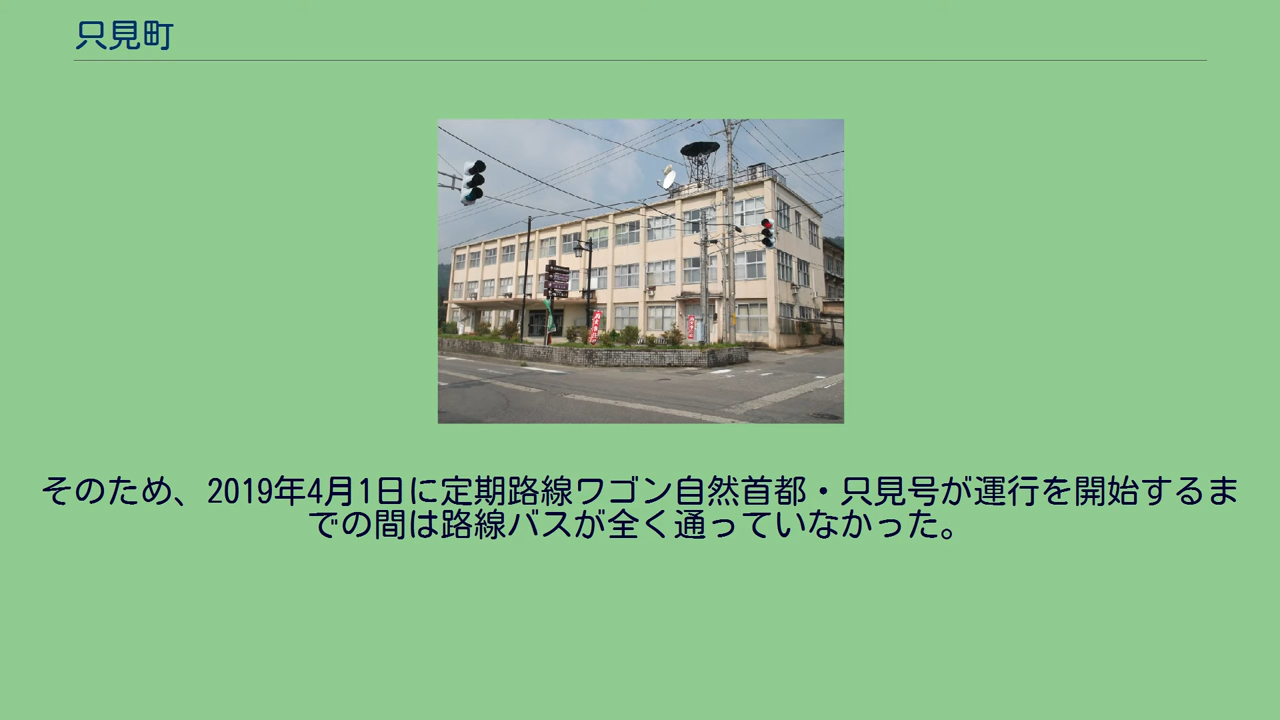 只見町
そのため、2019年4月1日に定期路線ワゴン自然首都・只見号が運行を開始するま
での間は路線バスが全く通っていなかった。